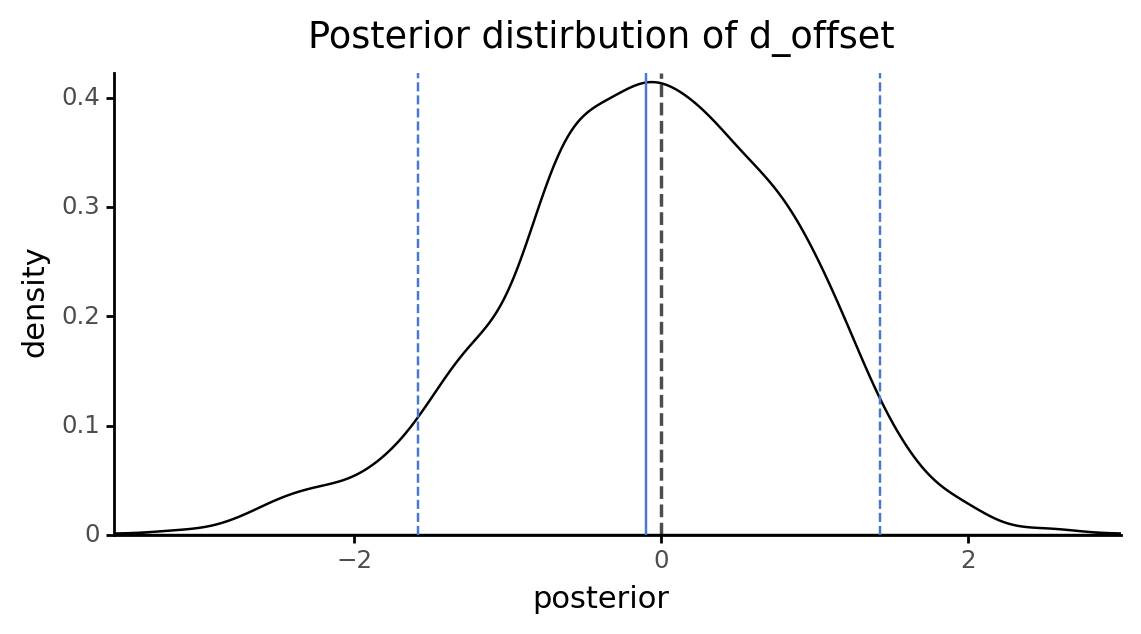 Posterior distirbution of d_offset
density
0.4
0.3
0.2
0.1
0
−2
0
2
posterior